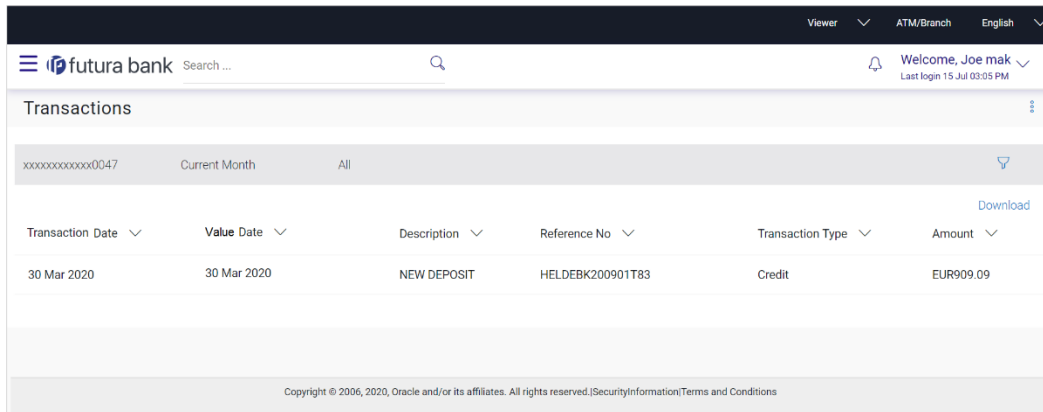 Viewer ATM/Branch English
futura bank Search ... Welcome, Joe mak
Last login 15 Jul 03:05 PM
Transactions
xxxxxxxxxxxx0047 Current Month All
Download
Transaction Date Value Date Description Reference No Transaction Type Amount
30 Mar 2020 30 Mar 2020 NEW DEPOSIT HELDEBK200901T83 Credit EUR909.09
Copyright © 2006, 2020, Oracle and/or its affiliates. All rights reserved.|SecurityInformation|Terms and Conditions